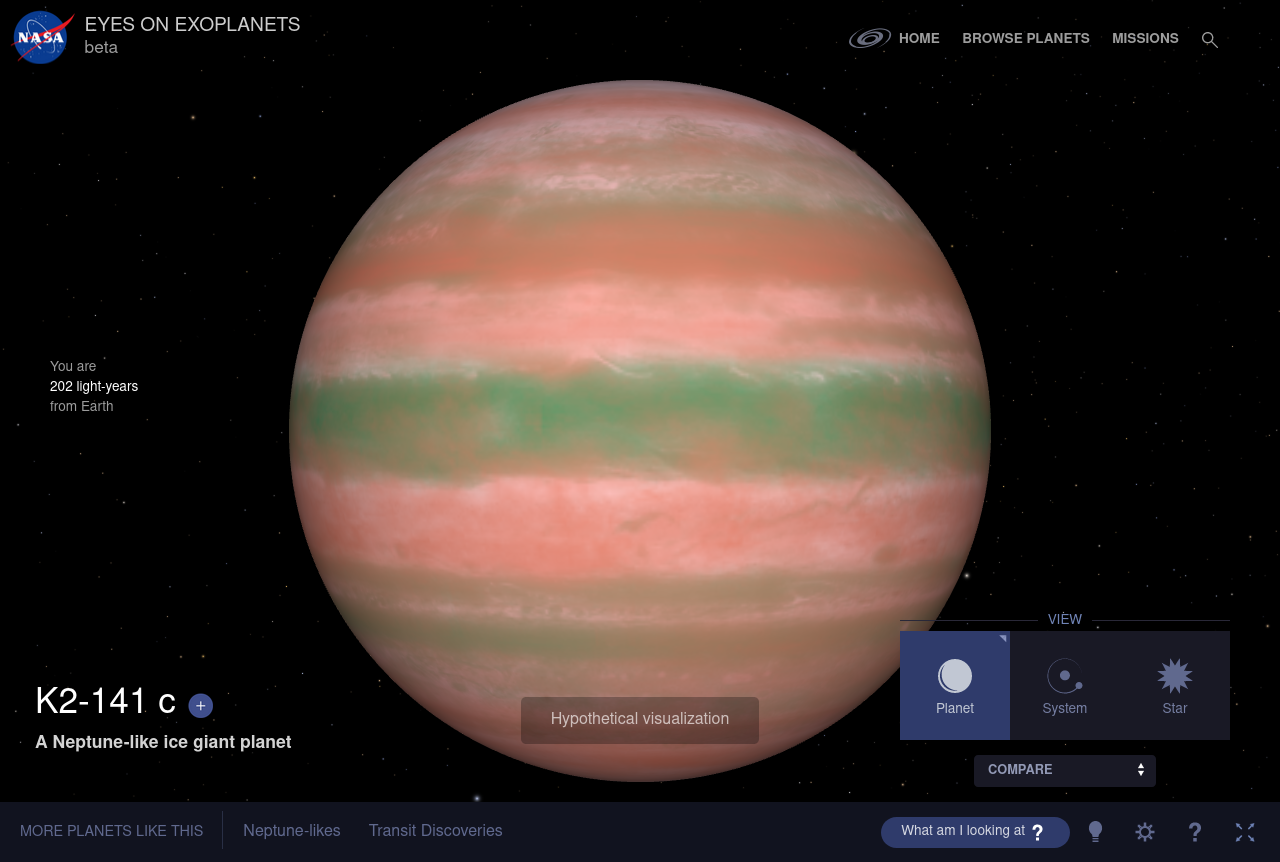 NASA
EYES ON EXOPLANETS
beta
HOME
BROWSE PLANETS
MISSIONS
You are
202 light-years
from Earth
K2-141 c +
A Neptune-like ice giant planet
Hypothetical visualization
VIEW
Planet
System
Star
COMPARE
MORE PLANETS LIKE THIS
Neptune-likes
Transit Discoveries
What am I looking at ?
?